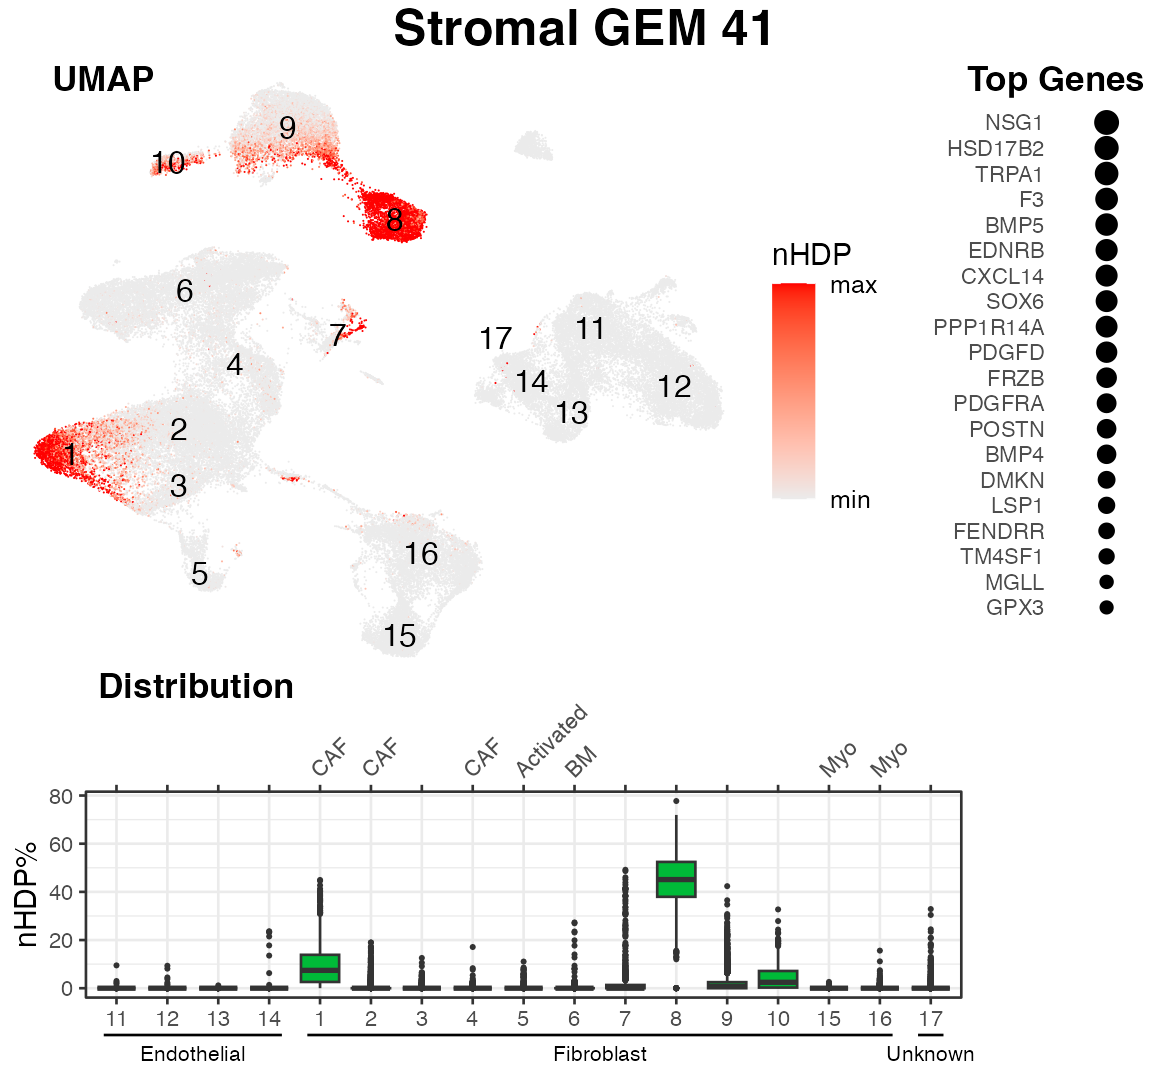 Stromal GEM 41
UMAP
Top Genes
9
10
8
6
7
4
2
1
3
5
16
15
17
11
14
12
13
nHDP
max
min
NSG1
HSD17B2
TRPA1
F3
BMP5
EDNRB
CXCL14
SOX6
PPP1R14A
PDGFD
FRZB
PDGFRA
POSTN
BMP4
DMKN
LSP1
FENDRR
TM4SF1
MGLL
GPX3
Distribution
CAF CAF CAF Activated BM Myo Myo
nHDP%
80
60
40
20
0
11 12 13 14 1 2 3 4 5 6 7 8 9 10 15 16 17
Endothelial Fibroblast Unknown